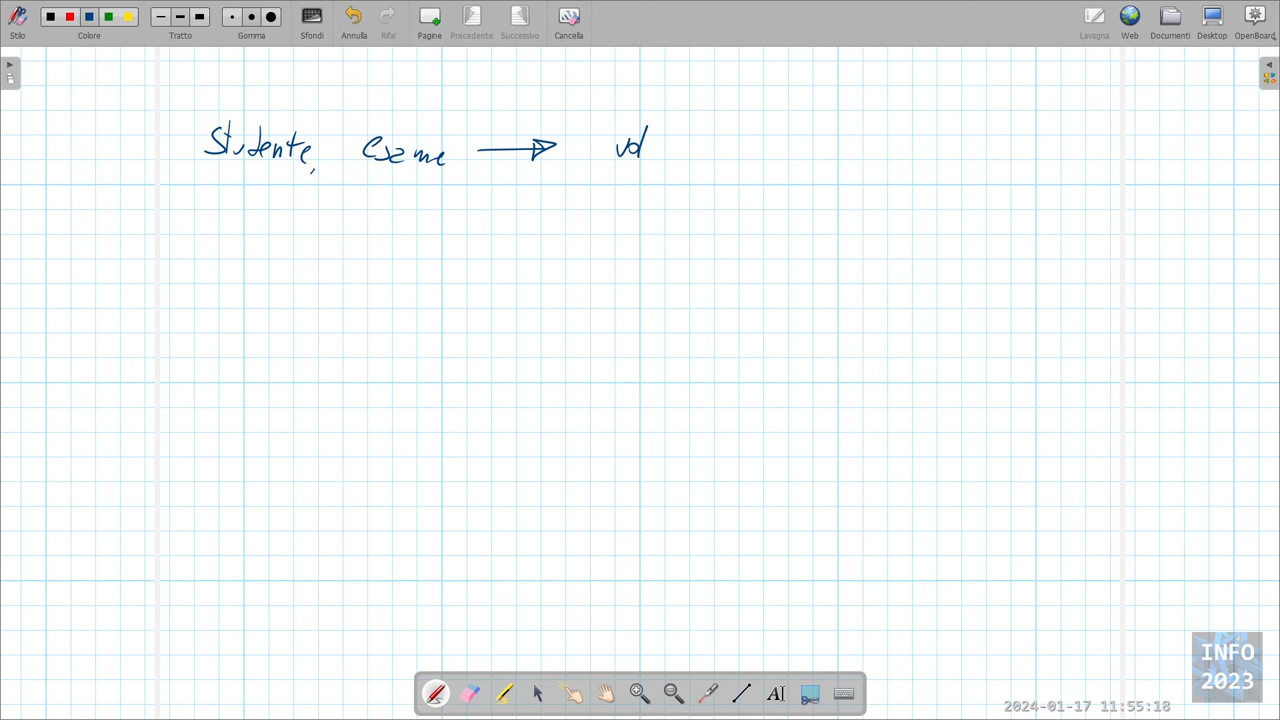 Stilo Colore Tratto Gomma Sfondi Annulla Rifai Pagine Precedente Successivo Cancella Lavagna Web Documenti Desktop OpenBoard
Studente, esame →
INFO
2023
2024-01-17 11:55:18